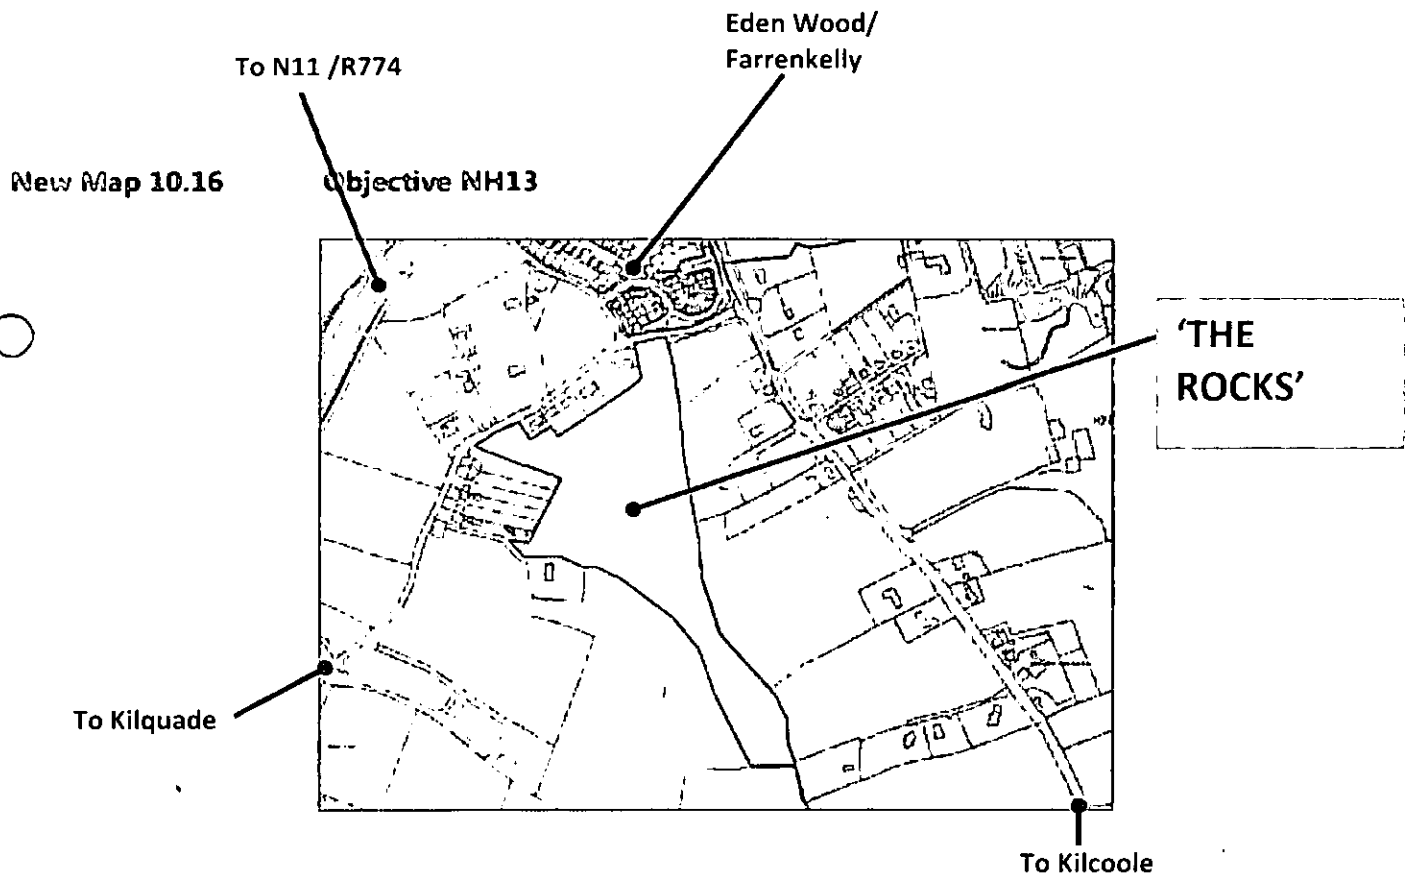 Eden Wood/
Farrenkelly
To N11 /R774
New Map 10.16 Objective NH13
‘THE
ROCKS’
To Kilquade
To Kilcoole